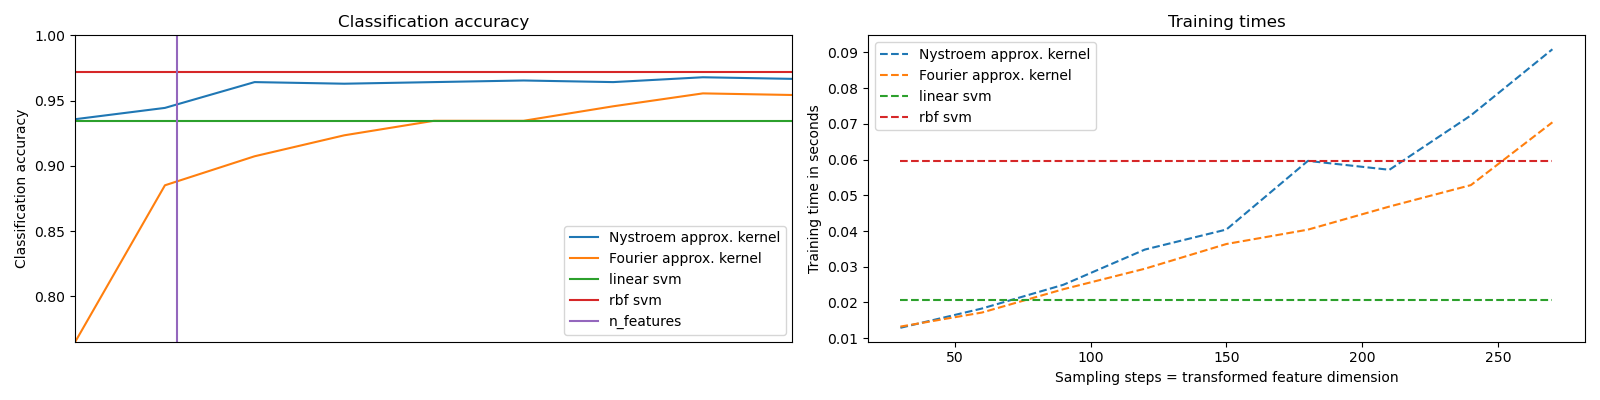 Classification accuracy
Classification accuracy
1.00
0.95
0.90
0.85
0.80
Nystroem approx. kernel
Fourier approx. kernel
linear svm
rbf svm
n_features
Training times
Training time in seconds
0.09
0.08
0.07
0.06
0.05
0.04
0.03
0.02
0.01
Nystroem approx. kernel
Fourier approx. kernel
linear svm
rbf svm
50 100 150 200 250
Sampling steps = transformed feature dimension